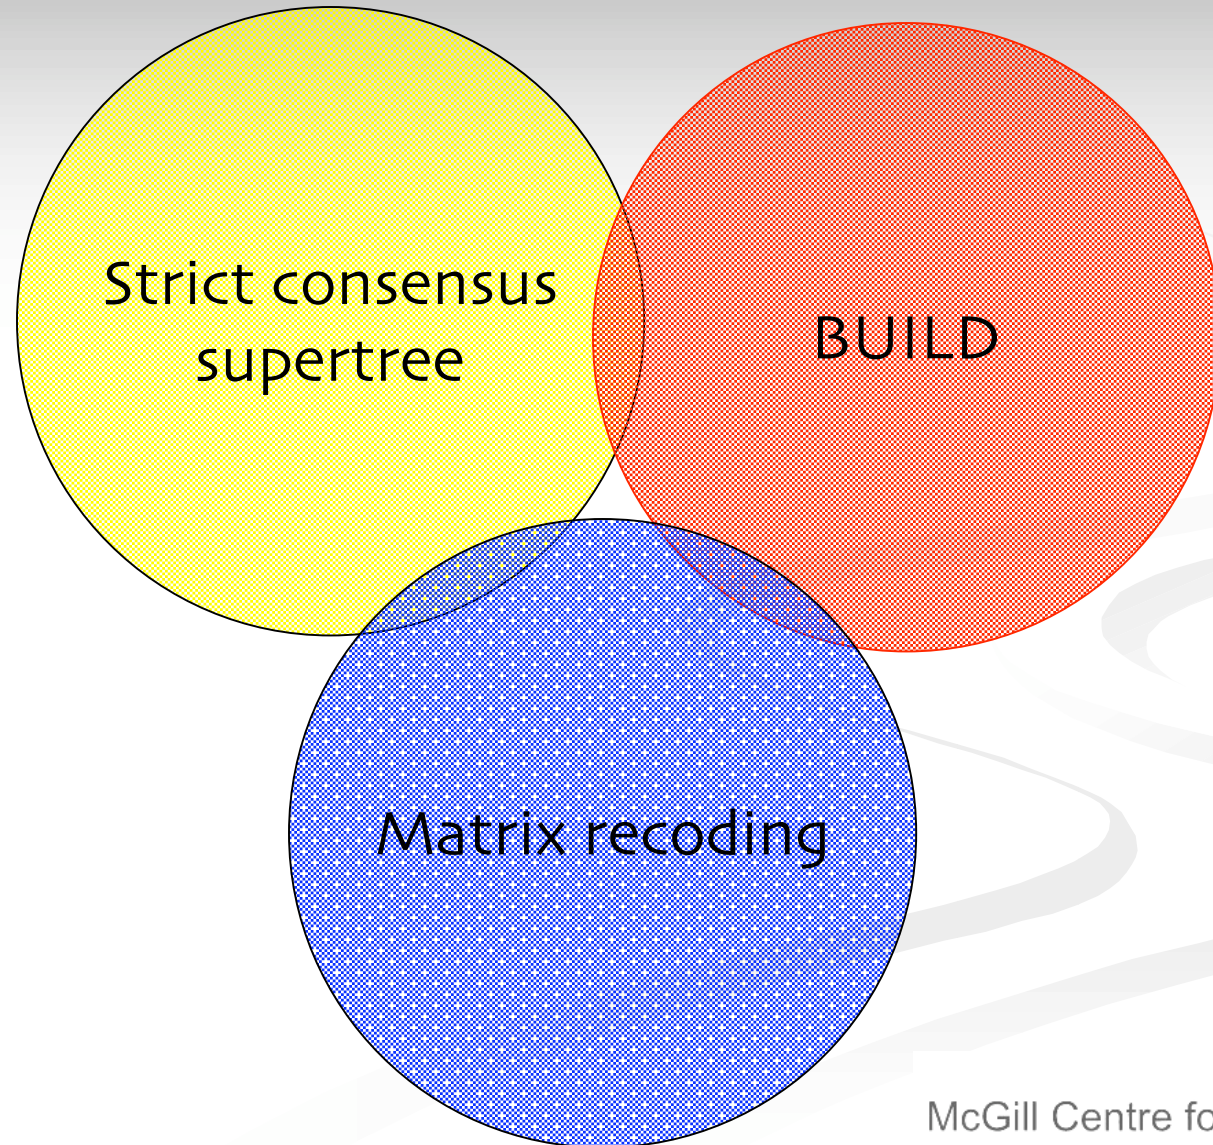 Strict consensus
supertree
BUILD
Matrix recoding
McGill Centre fo